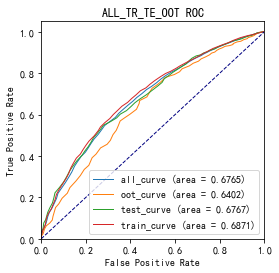 ALL_TR_TE_OOT ROC
1.0
0.8
0.6
0.4
0.2
0.0
True Positive Rate
all_curve (area = 0.6765)
oot_curve (area = 0.6402)
test_curve (area = 0.6767)
train_curve (area = 0.6871)
0.0 0.2 0.4 0.6 0.8 1.0
False Positive Rate